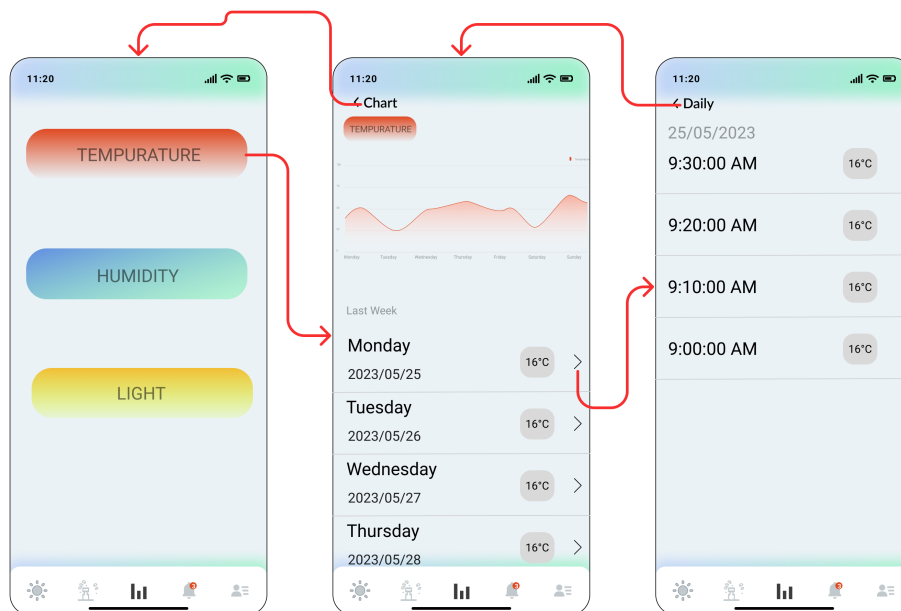 11:20
TEMPURATURE
HUMIDITY
LIGHT
3
11:20
Chart
TEMPURATURE
Monday Tuesday Wednesday Thursday Friday Saturday Sunday
Last Week
Monday
2023/05/25
16°C
Tuesday
2023/05/26
16°C
Wednesday
2023/05/27
16°C
Thursday
2023/05/28
16°C
3
11:20
Daily
25/05/2023
9:30:00 AM
16°C
9:20:00 AM
16°C
9:10:00 AM
16°C
9:00:00 AM
16°C
3